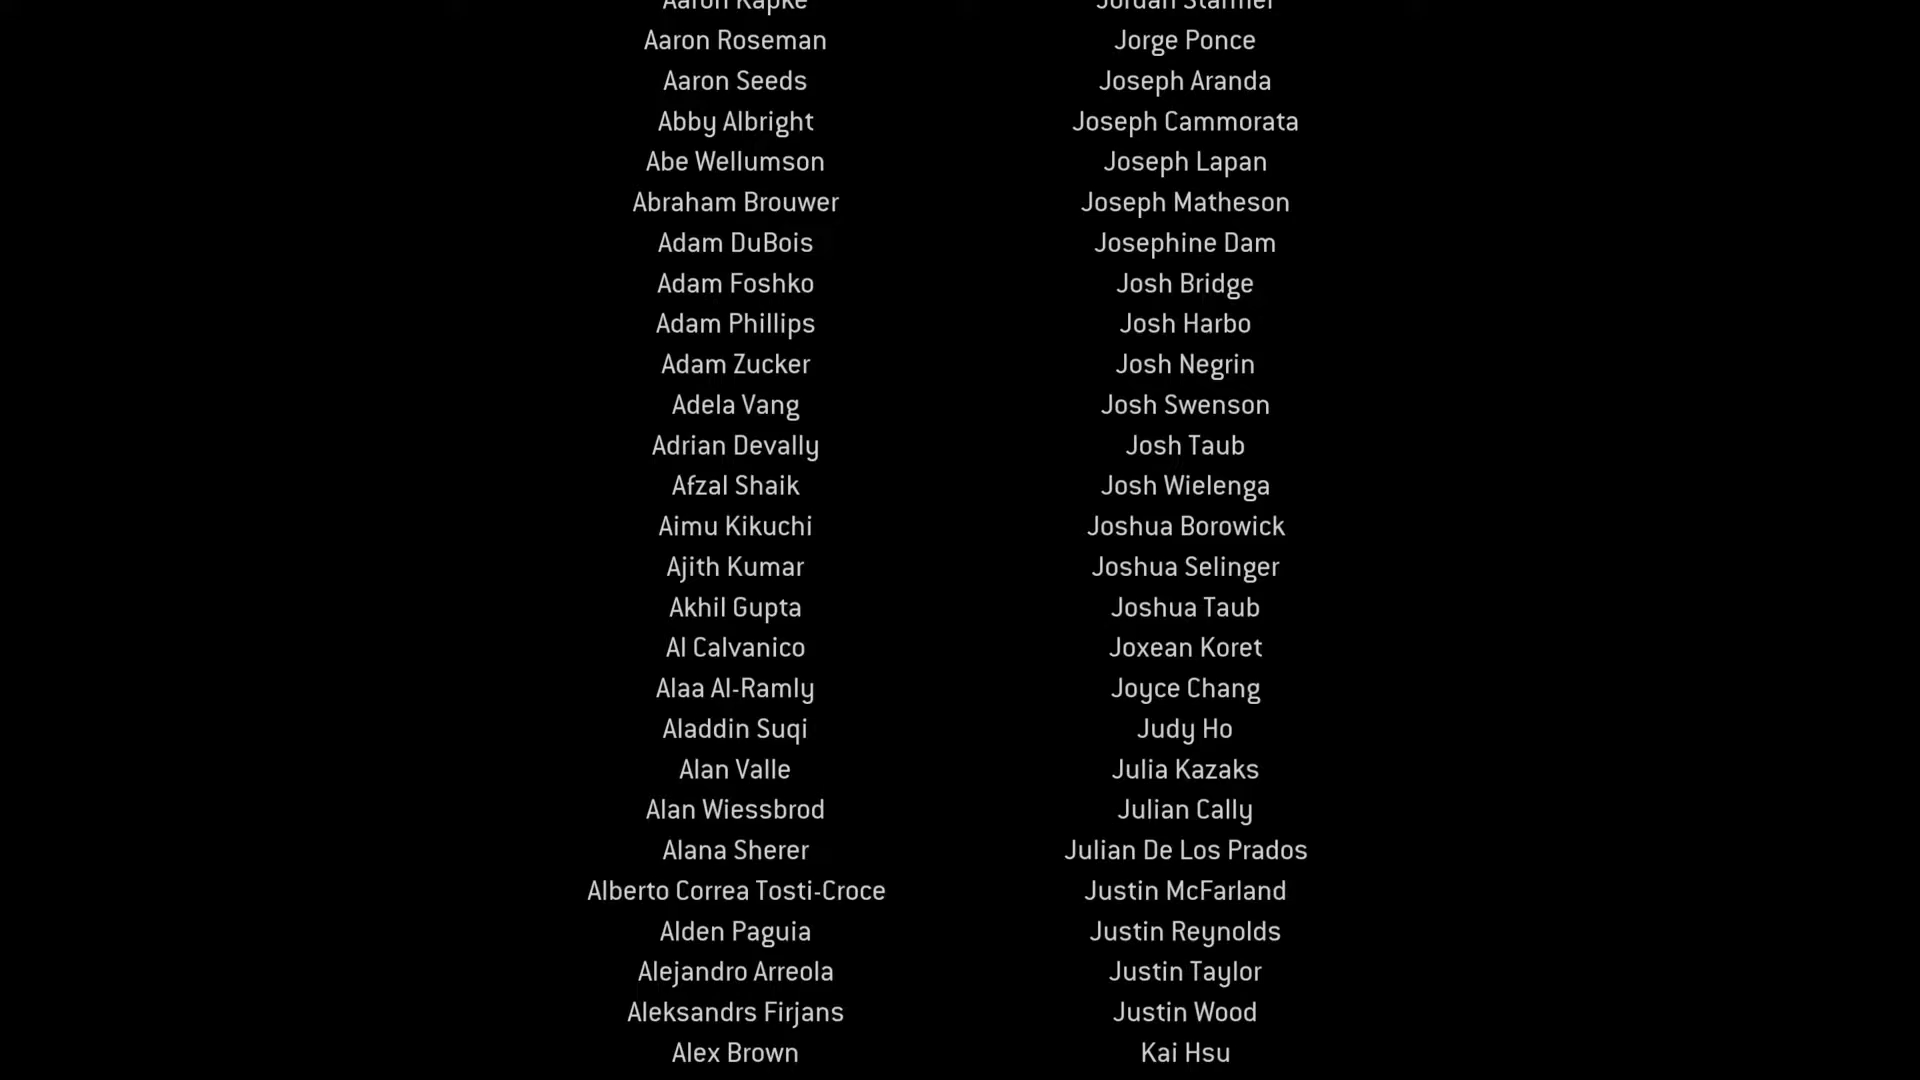 Aaron Kapke
Aaron Roseman
Aaron Seeds
Abby Albright
Abe Wellumson
Abraham Brouwer
Adam DuBois
Adam Foshko
Adam Phillips
Adam Zucker
Adela Vang
Adrian Devally
Afzal Shaik
Aimu Kikuchi
Ajith Kumar
Akhil Gupta
Al Calvanico
Alaa Al-Ramly
Aladdin Suqi
Alan Valle
Alan Wiessbrod
Alana Sherer
Alberto Correa Tosti-Croce
Alden Paguia
Alejandro Arreola
Aleksandrs Firjans
Alex Brown
Jordan
Jorge Ponce
Joseph Aranda
Joseph Cammorata
Joseph Lapan
Joseph Matheson
Josephine Dam
Josh Bridge
Josh Harbo
Josh Negrin
Josh Swenson
Josh Taub
Josh Wielenga
Joshua Borowick
Joshua Selinger
Joshua Taub
Joxean Koret
Joyce Chang
Judy Ho
Julia Kazaks
Julian Cally
Julian De Los Prados
Justin McFarland
Justin Reynolds
Justin Taylor
Justin Wood
Kai Hsu